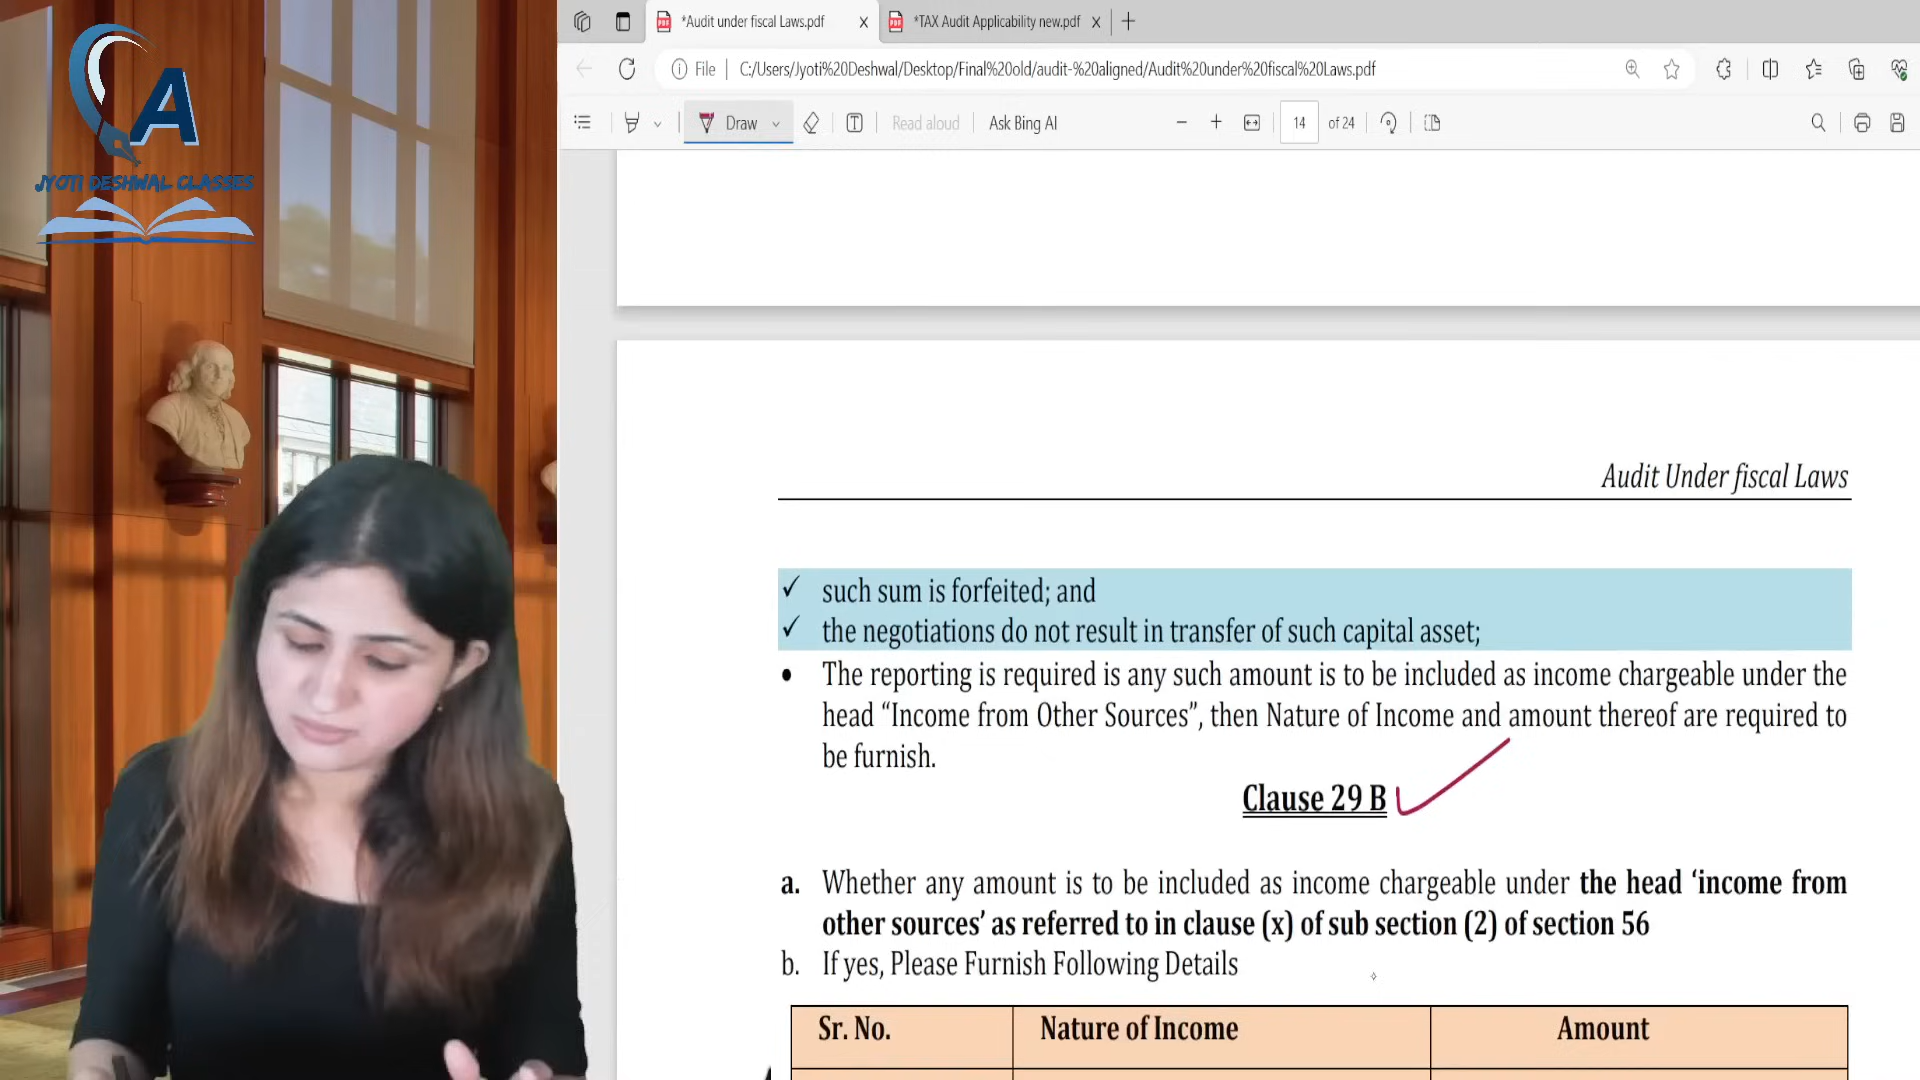 A
JYOTI DESHWAL CLASSES
*Audit under fiscal Laws.pdf
*TAX Audit Applicability new.pdf
File
C:/Users/Jyoti%20Deshwal/Desktop/Final%20old/audit-%20aligned/Audit%20under%20fiscal%20Laws.pdf
Draw
Read aloud
Ask Bing AI
14 of 24
Audit Under fiscal Laws
✓ such sum is forfeited; and
✓ the negotiations do not result in transfer of such capital asset;
• The reporting is required is any such amount is to be included as income chargeable under the
head “Income from Other Sources”, then Nature of Income and amount thereof are required to
be furnish.
Clause 29 B
a. Whether any amount is to be included as income chargeable under the head ‘income from
other sources’ as referred to in clause (x) of sub section (2) of section 56
b. If yes, Please Furnish Following Details
Sr. No. Nature of Income Amount